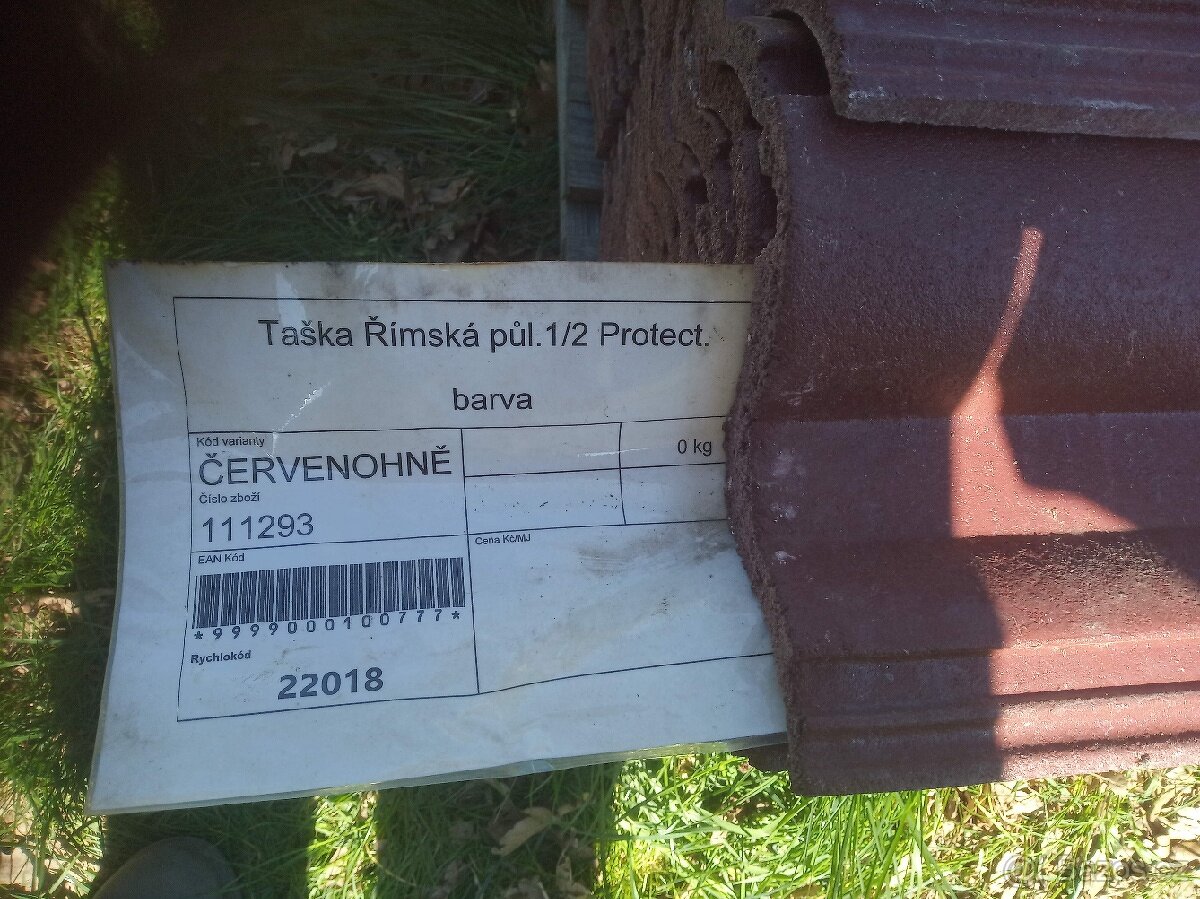 Taška Římská půl.1/2 Protect.
barva
Kód varianty
ČERVENOHNĚ
0 kg
Číslo zboží
111293
EAN Kód
Cena Kč/MJ
*9999000100777*
Rychlokód
22018